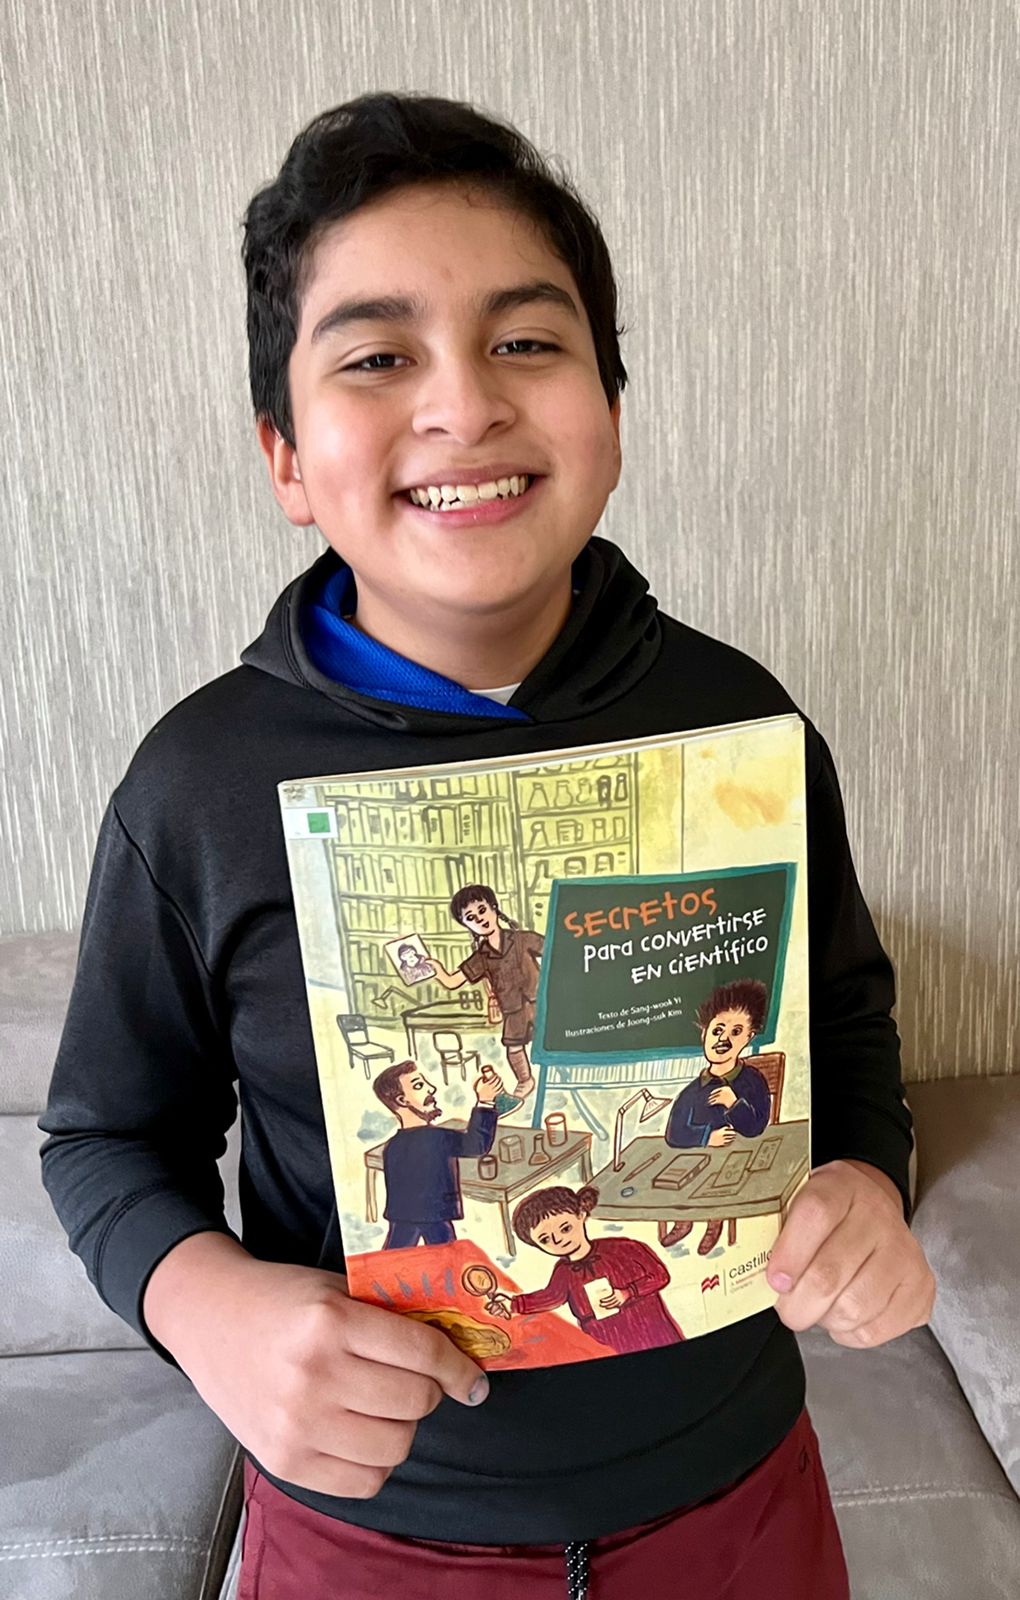 SECRETOS
para convertirse
en científico
Texto de Sang-wook Yi
Ilustraciones de Joong-suk Kim
castillo